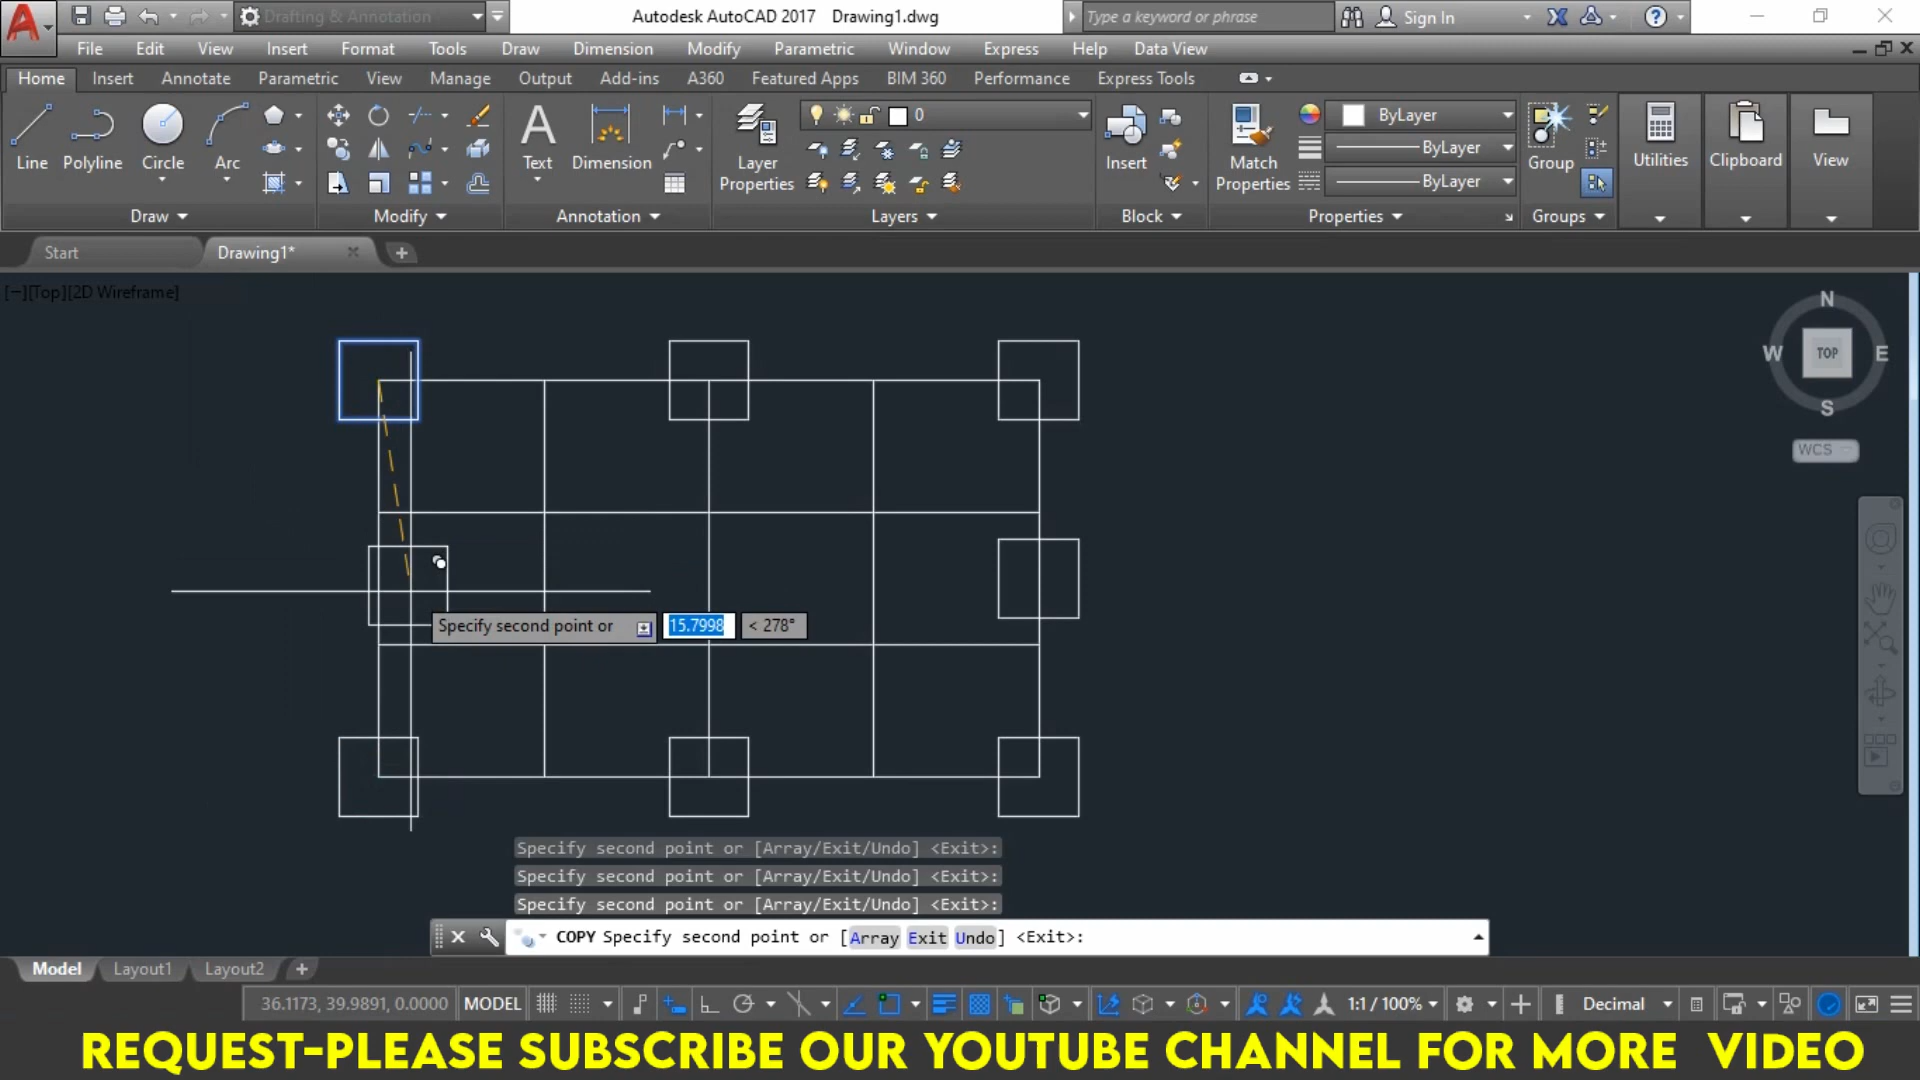 Drafting & Annotation
Autodesk AutoCAD 2017 Drawing1.dwg
Type a keyword or phrase
Sign In
File Edit View Insert Format Tools Draw Dimension Modify Parametric Window Express Help Data View
Home Insert Annotate Parametric View Manage Output Add-ins A360 Featured Apps BIM 360 Performance Express Tools
0
ByLayer
ByLayer
ByLayer
Line Polyline Circle Arc
Text Dimension
Layer Properties
Insert
Match Properties
Group
Utilities Clipboard View
Draw Modify Annotation Layers Block Properties Groups
Start Drawing1*
[−][Top][2D Wireframe]
N
W TOP E
S
WCS
Specify second point or 15.7998 < 278°
Specify second point or [Array/Exit/Undo] <Exit>:
Specify second point or [Array/Exit/Undo] <Exit>:
Specify second point or [Array/Exit/Undo] <Exit>:
COPY Specify second point or [Array Exit Undo] <Exit>:
Model Layout1 Layout2
36.1173, 39.9891, 0.0000 MODEL 1:1 / 100% Decimal
REQUEST-PLEASE SUBSCRIBE OUR YOUTUBE CHANNEL FOR MORE VIDEO